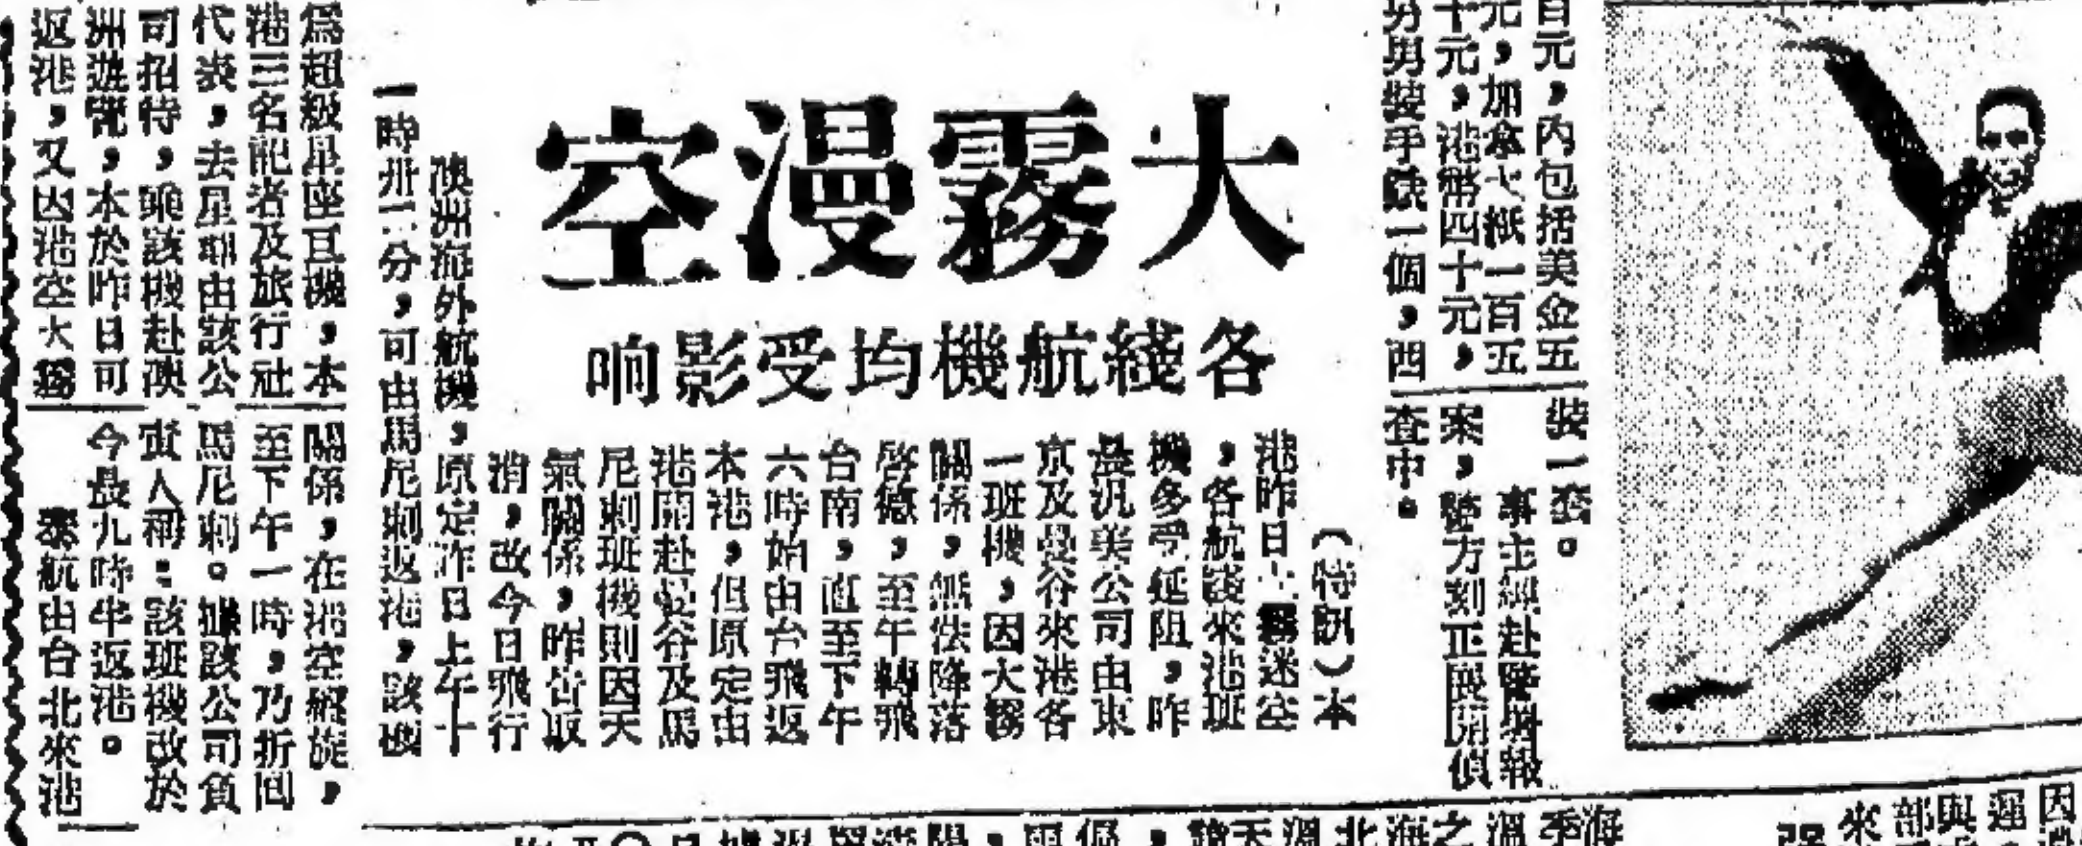 百元，內包括美金五
元，加拿大紙一百五
十元，港幣四十元，
男裝手錶一個，西
裝一套。
事主經赴警署報
案，警方刻正展開偵
查中。
大霧漫空
各綫航機均受影响
（特訊）本
港昨日大霧迷空
，各航綫來港班
機多受延阻，昨
晨汎美公司由東
京及曼谷來港各
一班機，因大霧
關係，無法降落
啓德，至午轉飛
台南，直至下午
六時始由台飛返
本港，但原定由
港開赴曼谷及馬
尼剌班機則因天
氣關係，昨皆取
消，改今日飛行
澳洲海外航機，原定昨日上午十
一時卅二分，可由馬尼剌返港，該機
爲超級星座巨機，本
港三名記者及旅行社
代表，去星期由該公
司招待，乘該機赴澳
洲遊覽，本於昨日可
返港，又因港空大霧
關係，在港空縈旋，
至下午一時，乃折回
馬尼剌。據該公司負
責人稱：該班機改於
今晨九時半返港。
泰航由台北來港